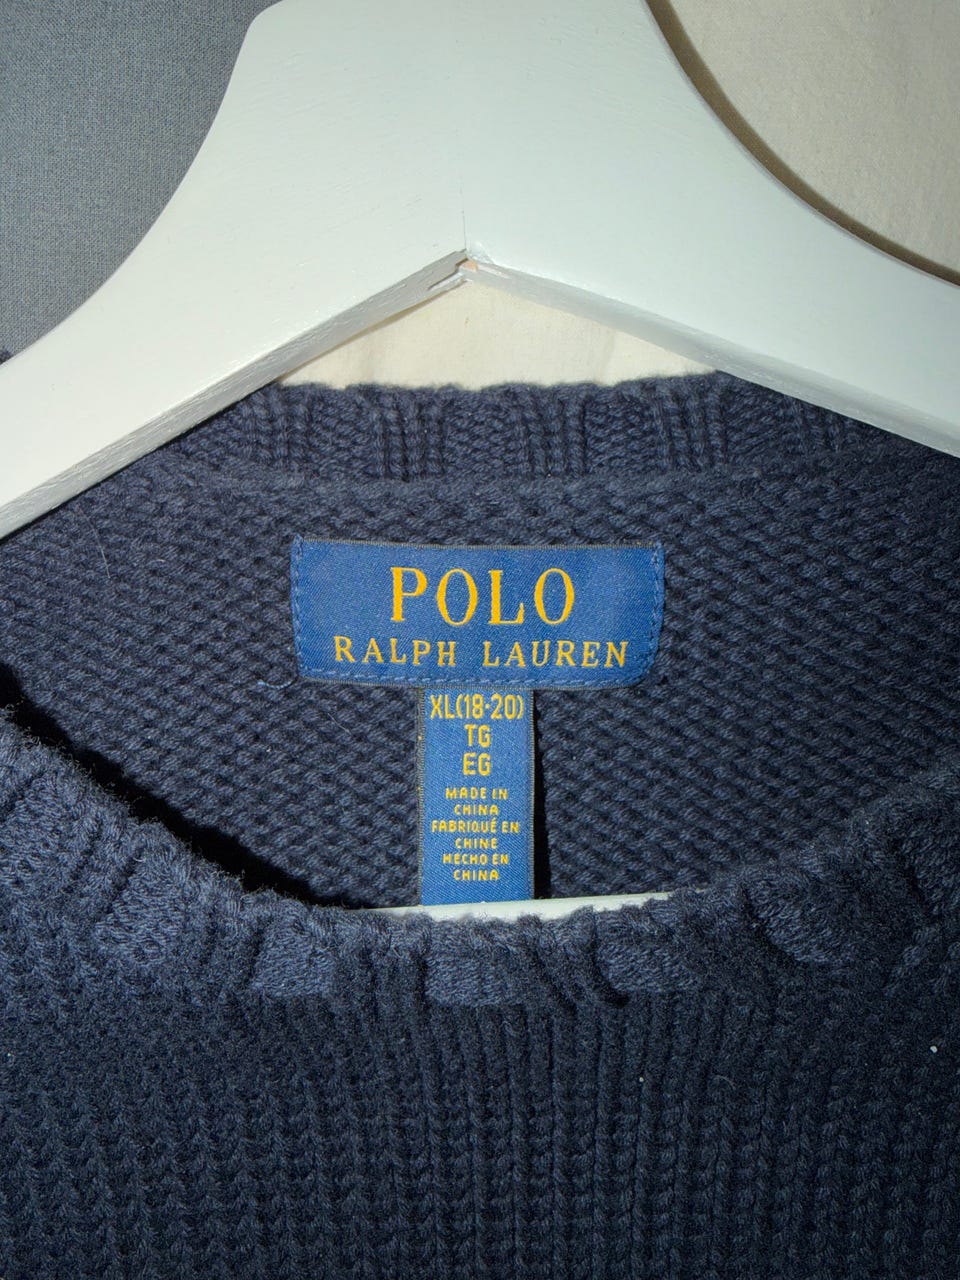 POLO
RALPH LAUREN
XL(18-20)
TG
EG
MADE IN
CHINA
FABRIQUÉ EN
CHINE
HECHO EN
CHINA